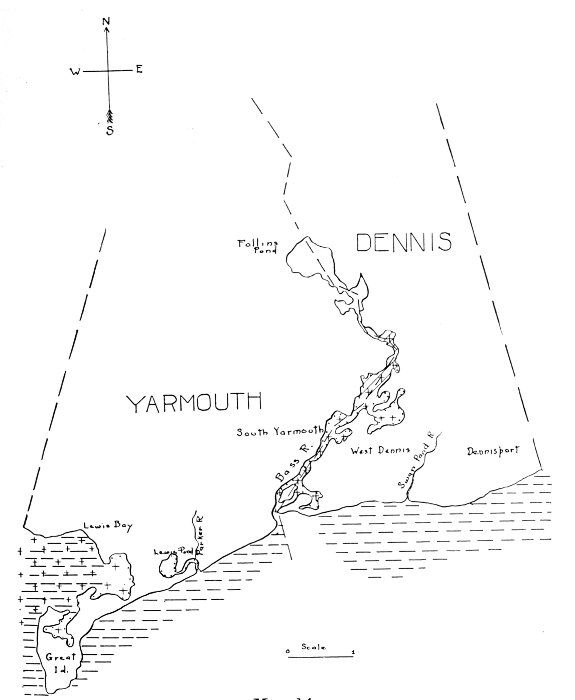 N
W E
S
Follins
Pond
DENNIS
YARMOUTH
South Yarmouth
Bass R.
West Dennis
Swan Pond R
Dennisport
Lewis Bay
Lewis Pond
Parker R
Great
Id.
Scale
0 1